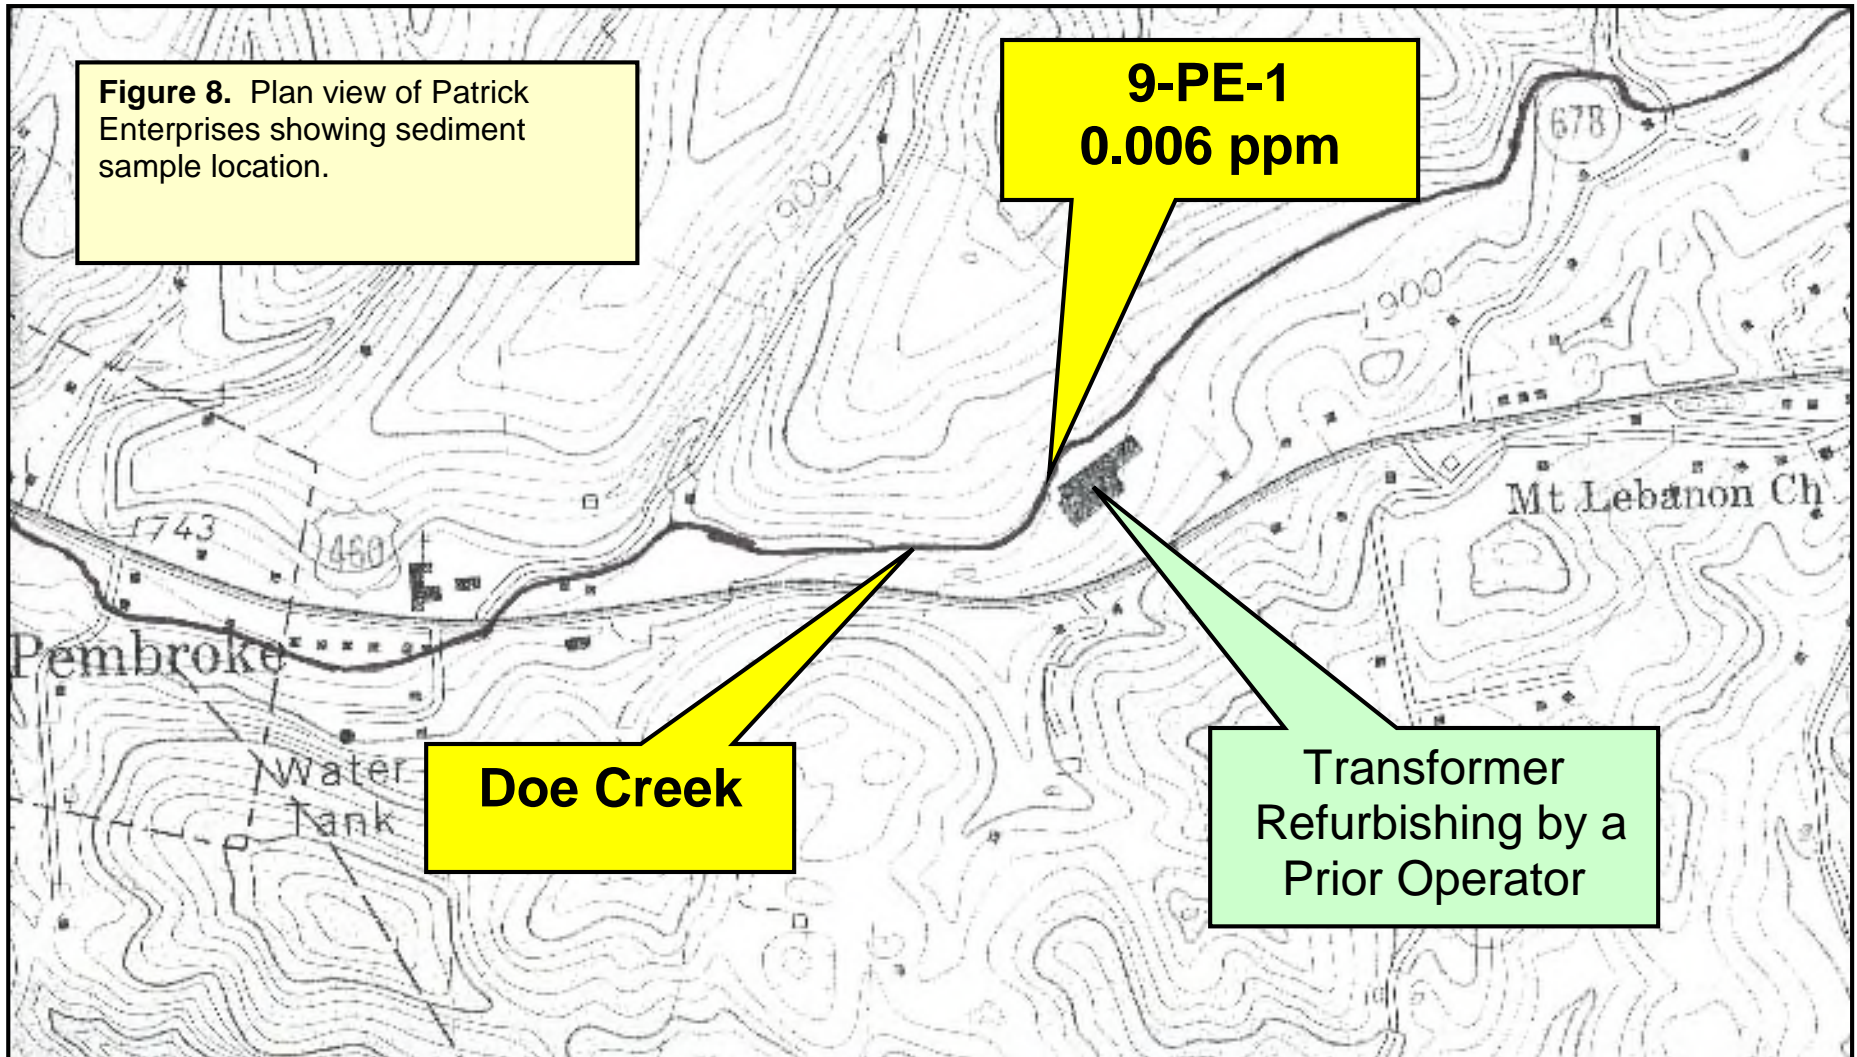 Figure 8. Plan view of Patrick
Enterprises showing sediment
sample location.
9-PE-1
0.006 ppm
678
900
900
Mt Lebanon Ch
1743
460
Pembroke
Water
Tank
Doe Creek
Transformer
Refurbishing by a
Prior Operator